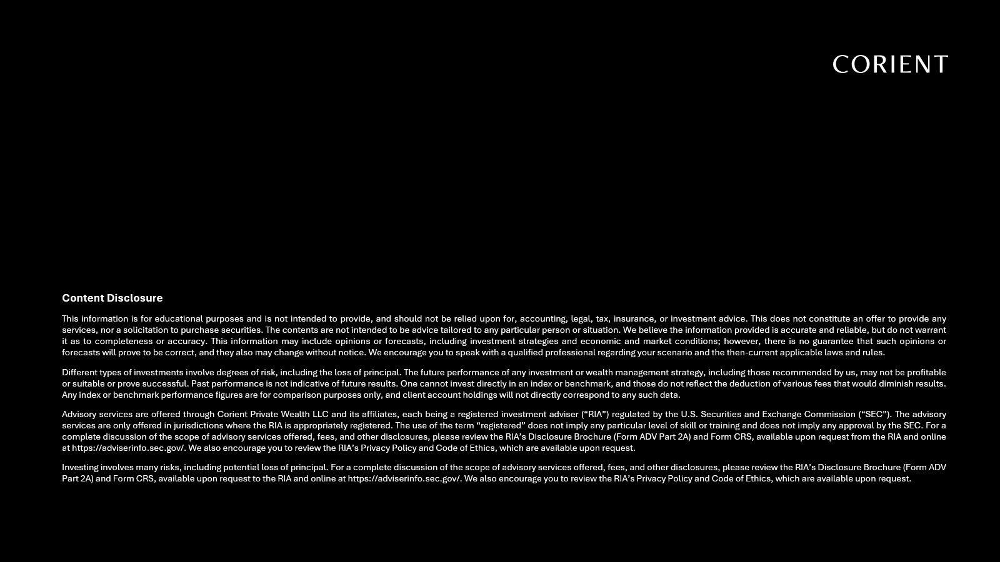 CORIENT
Content Disclosure
This information is for educational purposes and is not intended to provide, and should not be relied upon for, accounting, legal, tax, insurance, or investment advice. This does not constitute an offer to provide any
services, nor a solicitation to purchase securities. The contents are not intended to be advice tailored to any particular person or situation. We believe the information provided is accurate and reliable, but do not warrant
it as to completeness or accuracy. This information may include opinions or forecasts, including investment strategies and economic and market conditions; however, there is no guarantee that such opinions or
forecasts will prove to be correct, and they also may change without notice. We encourage you to speak with a qualified professional regarding your scenario and the then-current applicable laws and rules.
Different types of investments involve degrees of risk, including the loss of principal. The future performance of any investment or wealth management strategy, including those recommended by us, may not be profitable
or suitable or prove successful. Past performance is not indicative of future results. One cannot invest directly in an index or benchmark, and those do not reflect the deduction of various fees that would diminish results.
Any index or benchmark performance figures are for comparison purposes only, and client account holdings will not directly correspond to any such data.
Advisory services are offered through Corient Private Wealth LLC and its affiliates, each being a registered investment adviser (“RIA”) regulated by the U.S. Securities and Exchange Commission (“SEC”). The advisory
services are only offered in jurisdictions where the RIA is appropriately registered. The use of the term “registered” does not imply any particular level of skill or training and does not imply any approval by the SEC. For a
complete discussion of the scope of advisory services offered, fees, and other disclosures, please review the RIA’s Disclosure Brochure (Form ADV Part 2A) and Form CRS, available upon request from the RIA and online
at https://adviserinfo.sec.gov/. We also encourage you to review the RIA’s Privacy Policy and Code of Ethics, which are available upon request.
Investing involves many risks, including potential loss of principal. For a complete discussion of the scope of advisory services offered, fees, and other disclosures, please review the RIA’s Disclosure Brochure (Form ADV
Part 2A) and Form CRS, available upon request to the RIA and online at https://adviserinfo.sec.gov/. We also encourage you to review the RIA’s Privacy Policy and Code of Ethics, which are available upon request.